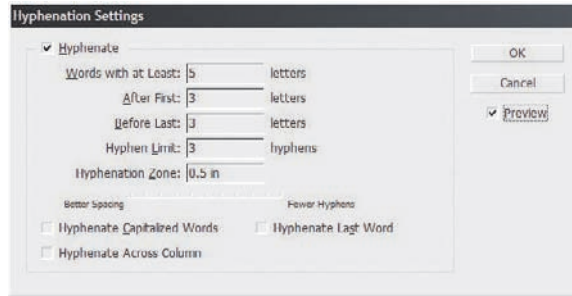 Hyphenation Settings
Hyphenate
Words with at Least: 5 letters
After First: 3 letters
Before Last: 3 letters
Hyphen Limit: 3 hyphens
Hyphenation Zone: 0.5 in
Better Spacing Fewer Hyphens
Hyphenate Capitalized Words Hyphenate Last Word
Hyphenate Across Column
OK
Cancel
Preview